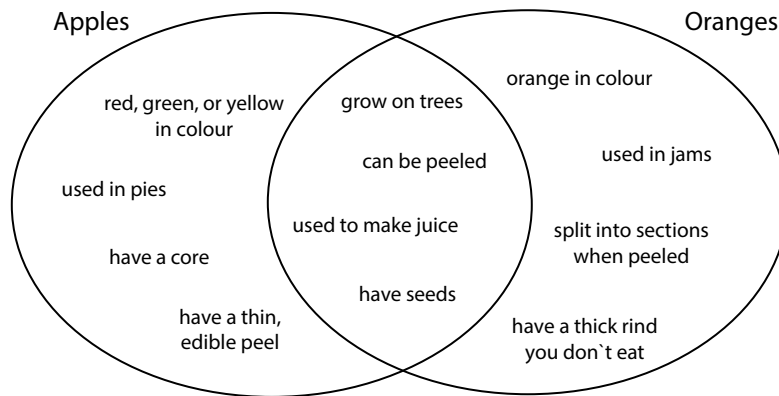 Apples
Oranges
red, green, or yellow
in colour
used in pies
have a core
have a thin,
edible peel
grow on trees
can be peeled
used to make juice
have seeds
orange in colour
used in jams
split into sections
when peeled
have a thick rind
you don`t eat